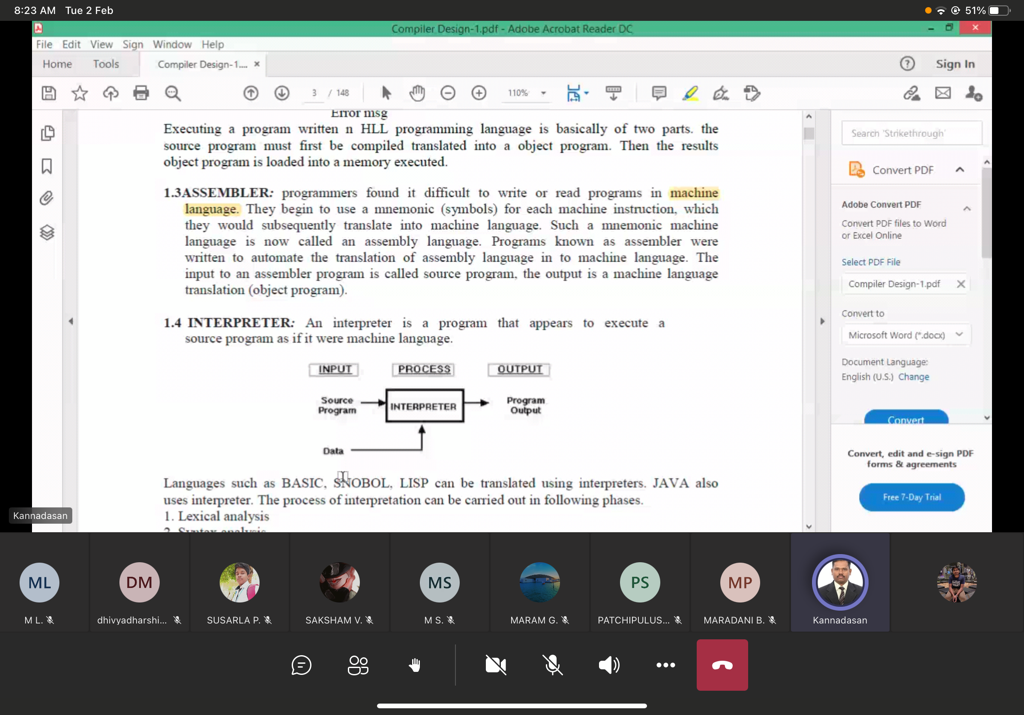 8:23 AM Tue 2 Feb
51%
Compiler Design-1.pdf - Adobe Acrobat Reader DC
File Edit View Sign Window Help
Home Tools Compiler Design-1.... × Sign In
3 / 148 110%
Error msg
Executing a program written n HLL programming language is basically of two parts. the
source program must first be compiled translated into a object program. Then the results
object program is loaded into a memory executed.
1.3ASSEMBLER: programmers found it difficult to write or read programs in machine
language. They begin to use a mnemonic (symbols) for each machine instruction, which
they would subsequently translate into machine language. Such a mnemonic machine
language is now called an assembly language. Programs known as assembler were
written to automate the translation of assembly language in to machine language. The
input to an assembler program is called source program, the output is a machine language
translation (object program).
1.4 INTERPRETER: An interpreter is a program that appears to execute a
source program as if it were machine language.
INPUT PROCESS OUTPUT
Source
Program
INTERPRETER
Program
Output
Data
Languages such as BASIC, SNOBOL, LISP can be translated using interpreters. JAVA also
uses interpreter. The process of interpretation can be carried out in following phases.
1. Lexical analysis
2. Syntax analysis
Search 'Strikethrough'
Convert PDF
Adobe Convert PDF
Convert PDF files to Word
or Excel Online
Select PDF File
Compiler Design-1.pdf
Convert to
Microsoft Word (*.docx)
Document Language:
English (U.S.) Change
Convert
Convert, edit and e-sign PDF
forms & agreements
Free 7-Day Trial
Kannadasan
ML DM MS PS MP
M L. dhivyadharshi... SUSARLA P. SAKSHAM V. M S. MARAM G. PATCHIPULUS... MARADANI B. Kannadasan